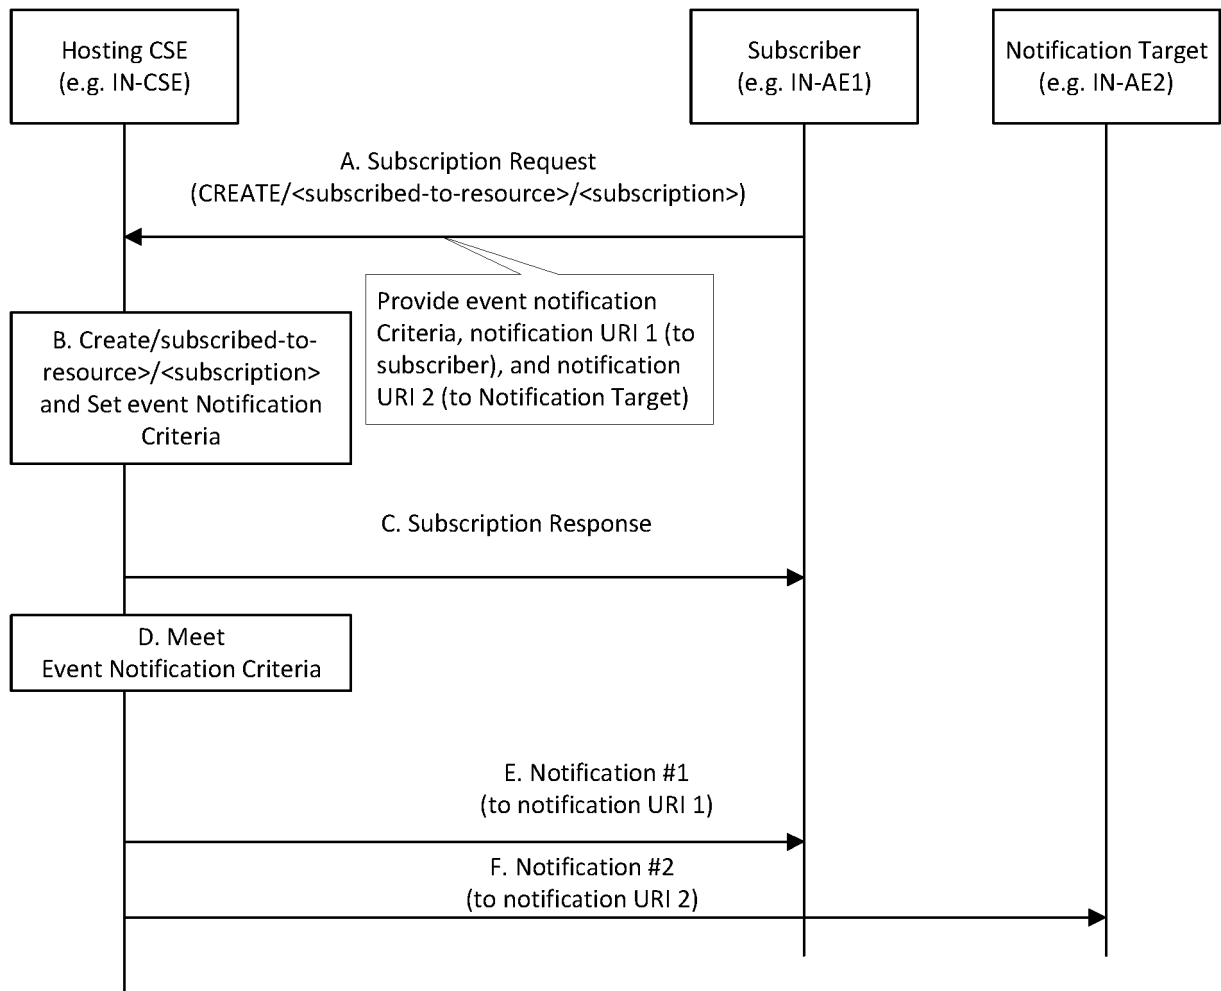 Hosting CSE
(e.g. IN-CSE)
Subscriber
(e.g. IN-AE1)
Notification Target
(e.g. IN-AE2)
A. Subscription Request
(CREATE/<subscribed-to-resource>/<subscription>)
Provide event notification
Criteria, notification URI 1 (to
subscriber), and notification
URI 2 (to Notification Target)
B. Create/subscribed-to-
resource>/<subscription>
and Set event Notification
Criteria
C. Subscription Response
D. Meet
Event Notification Criteria
E. Notification #1
(to notification URI 1)
F. Notification #2
(to notification URI 2)